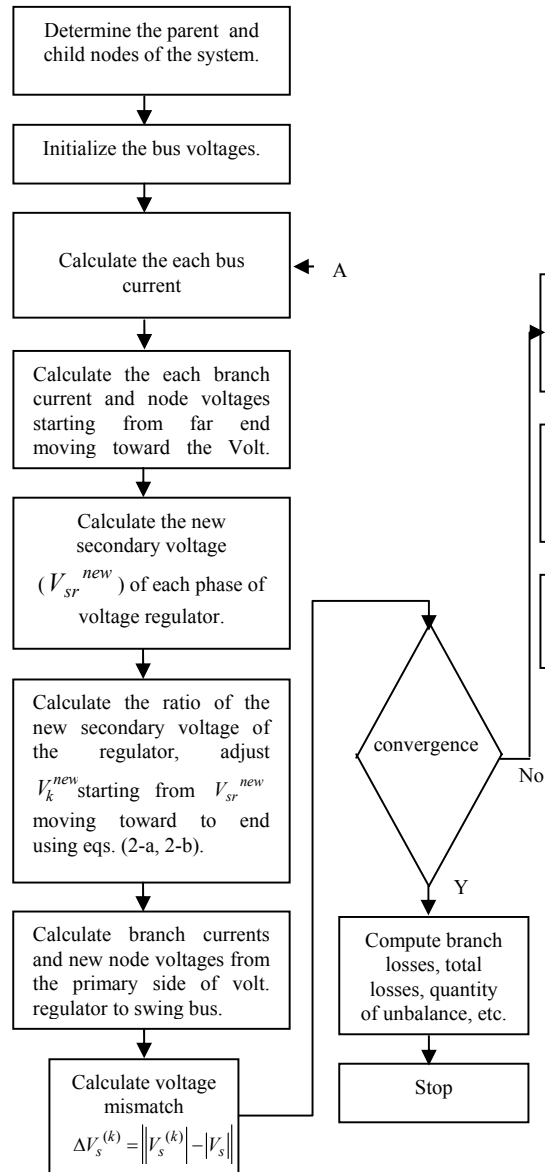 Determine the parent and
child nodes of the system.
Initialize the bus voltages.
Calculate the each bus
current
A
Calculate the each branch
current and node voltages
starting from far end
moving toward the Volt.
Calculate the new
secondary voltage
( V_{sr}^{new} ) of each phase of
voltage regulator.
Calculate the ratio of the
new secondary voltage of
the regulator, adjust
V_k^{new} starting from V_{sr}^{new}
moving toward to end
using eqs. (2-a, 2-b).
Calculate branch currents
and new node voltages from
the primary side of volt.
regulator to swing bus.
Calculate voltage
mismatch
ΔV_s^{(k)} = ||V_s^{(k)}| − |V_s||
convergence
No
Y
Compute branch
losses, total
losses, quantity
of unbalance, etc.
Stop